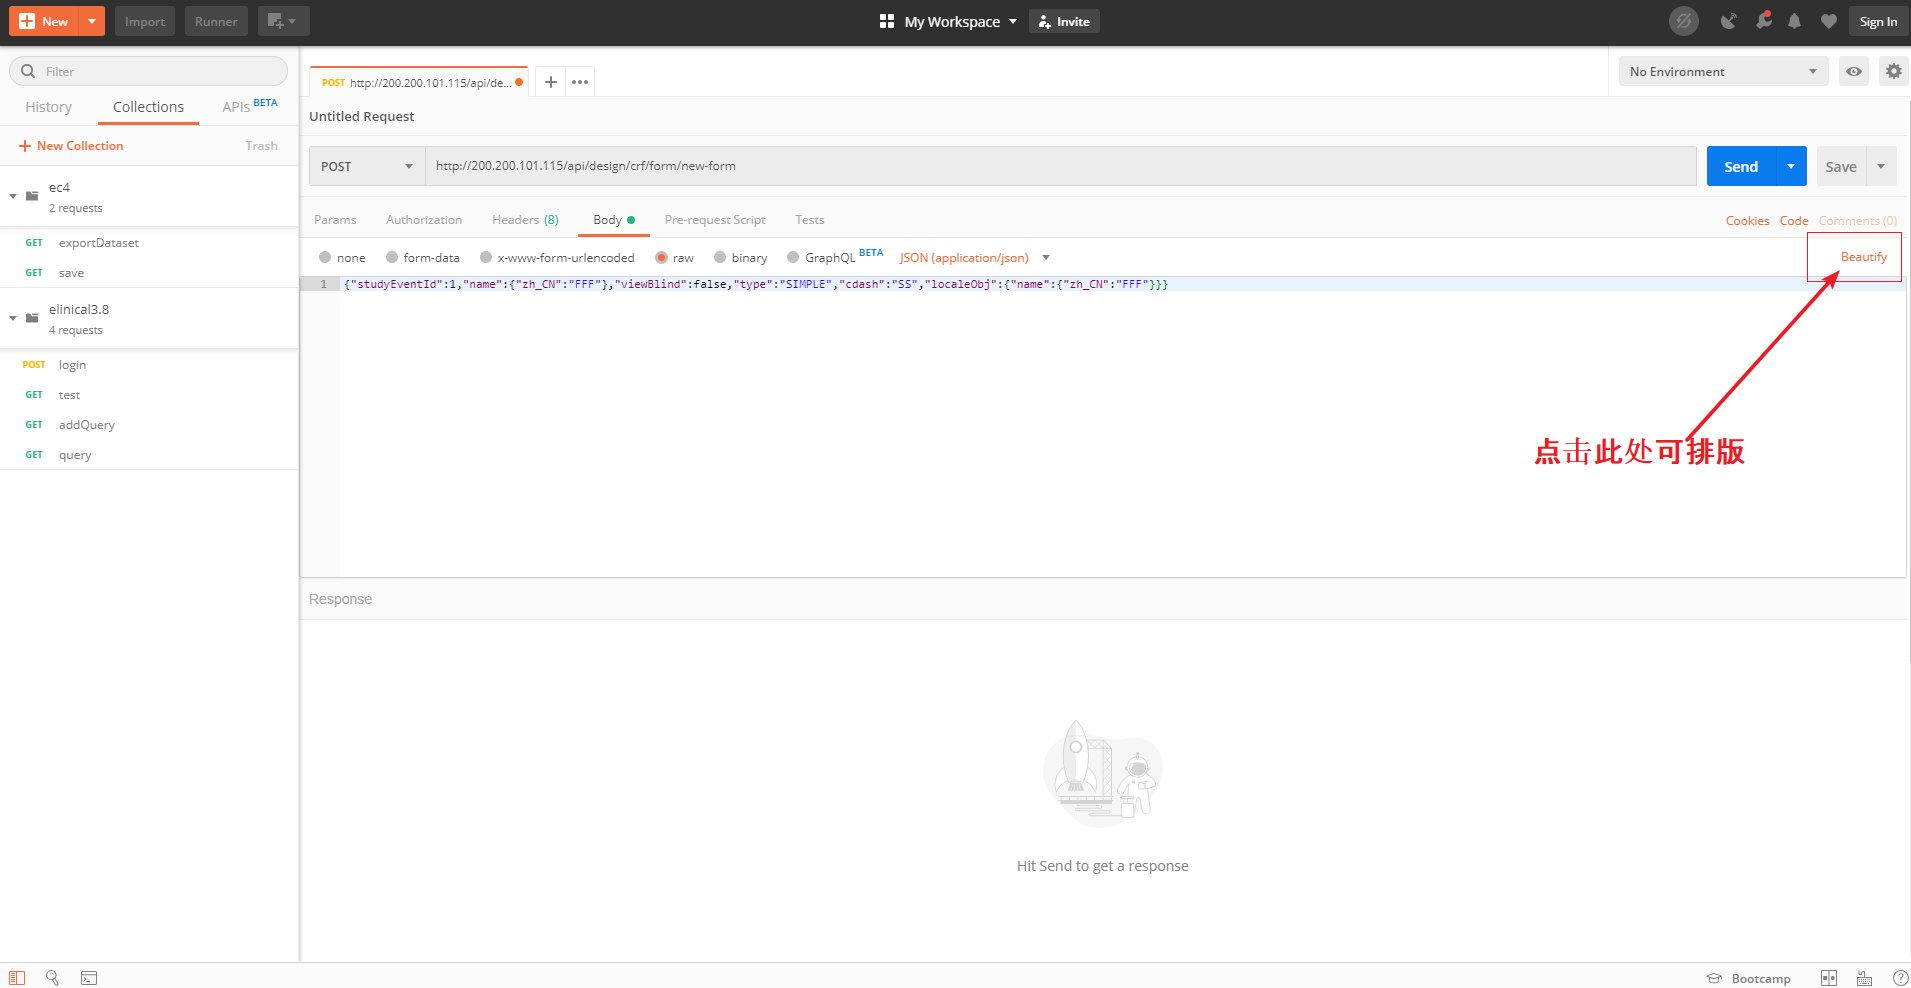 New
Import
Runner
My Workspace
Invite
Sign In
Filter
History
Collections
APIs BETA
New Collection
Trash
ec4
2 requests
GET exportDataset
GET save
elinical3.8
4 requests
POST login
GET test
GET addQuery
GET query
POST http://200.200.101.115/api/de...
No Environment
Untitled Request
POST
http://200.200.101.115/api/design/crf/form/new-form
Send
Save
Params
Authorization
Headers (8)
Body
Pre-request Script
Tests
Cookies
Code
Comments (0)
none
form-data
x-www-form-urlencoded
raw
binary
GraphQL BETA
JSON (application/json)
Beautify
1 {"studyEventId":1,"name":{"zh_CN":"FFF"},"viewBlind":false,"type":"SIMPLE","cdash":"SS","localeObj":{"name":{"zh_CN":"FFF"}}}
点击此处可排版
Response
Hit Send to get a response
Bootcamp